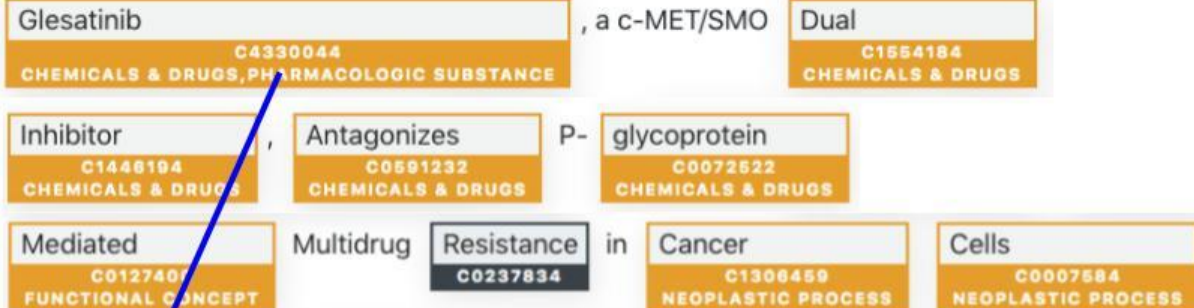 Glesatinib , a c-MET/SMO Dual
C4330044 C1554184
CHEMICALS & DRUGS,PHARMACOLOGIC SUBSTANCE CHEMICALS & DRUGS
Inhibitor , Antagonizes P- glycoprotein
C1446194 C0591232 C0072522
CHEMICALS & DRUGS CHEMICALS & DRUGS CHEMICALS & DRUGS
Mediated Multidrug Resistance in Cancer Cells
C0237834 C1306459 C0007584
FUNCTIONAL CONCEPT NEOPLASTIC PROCESS NEOPLASTIC PROCESS